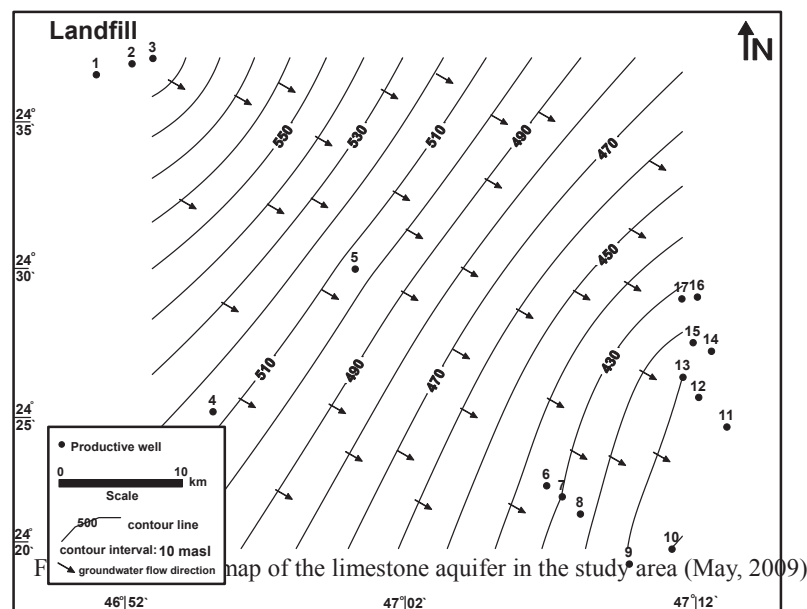 Landfill
N
1 2 3
24°
35`
550 530 510 490 470
24°
30`
5
450
17 16
15 14
430
13
12
11
510 490 470
4
24°
25`
6
7
8
9
10
24°
20`
Productive well
0 10 km
Scale
500 contour line
contour interval: 10 masl
groundwater flow direction
F map of the limestone aquifer in the study area (May, 2009)
46°52` 47°02` 47°12`